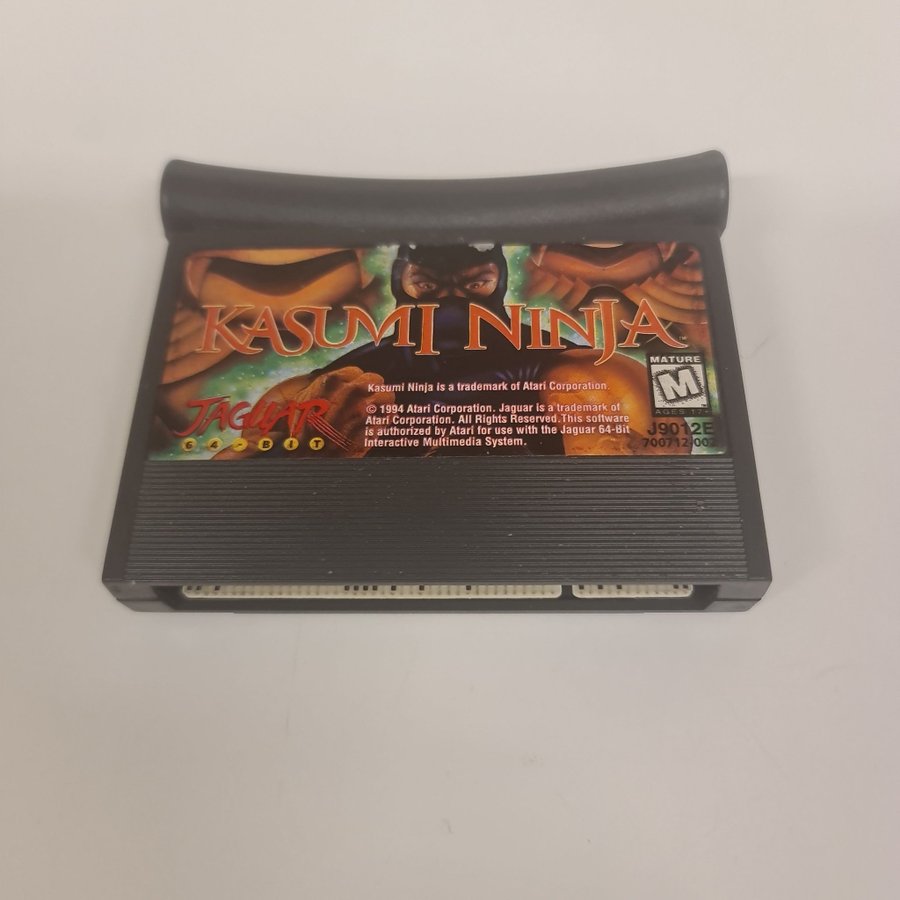 KASUMI NINJA™
Kasumi Ninja is a trademark of Atari Corporation.
© 1994 Atari Corporation. Jaguar is a trademark of
Atari Corporation. All Rights Reserved. This software
is authorized by Atari for use with the Jaguar 64-Bit
Interactive Multimedia System.
JAGUAR
64-BIT
MATURE
M
AGES 17+
J9012E